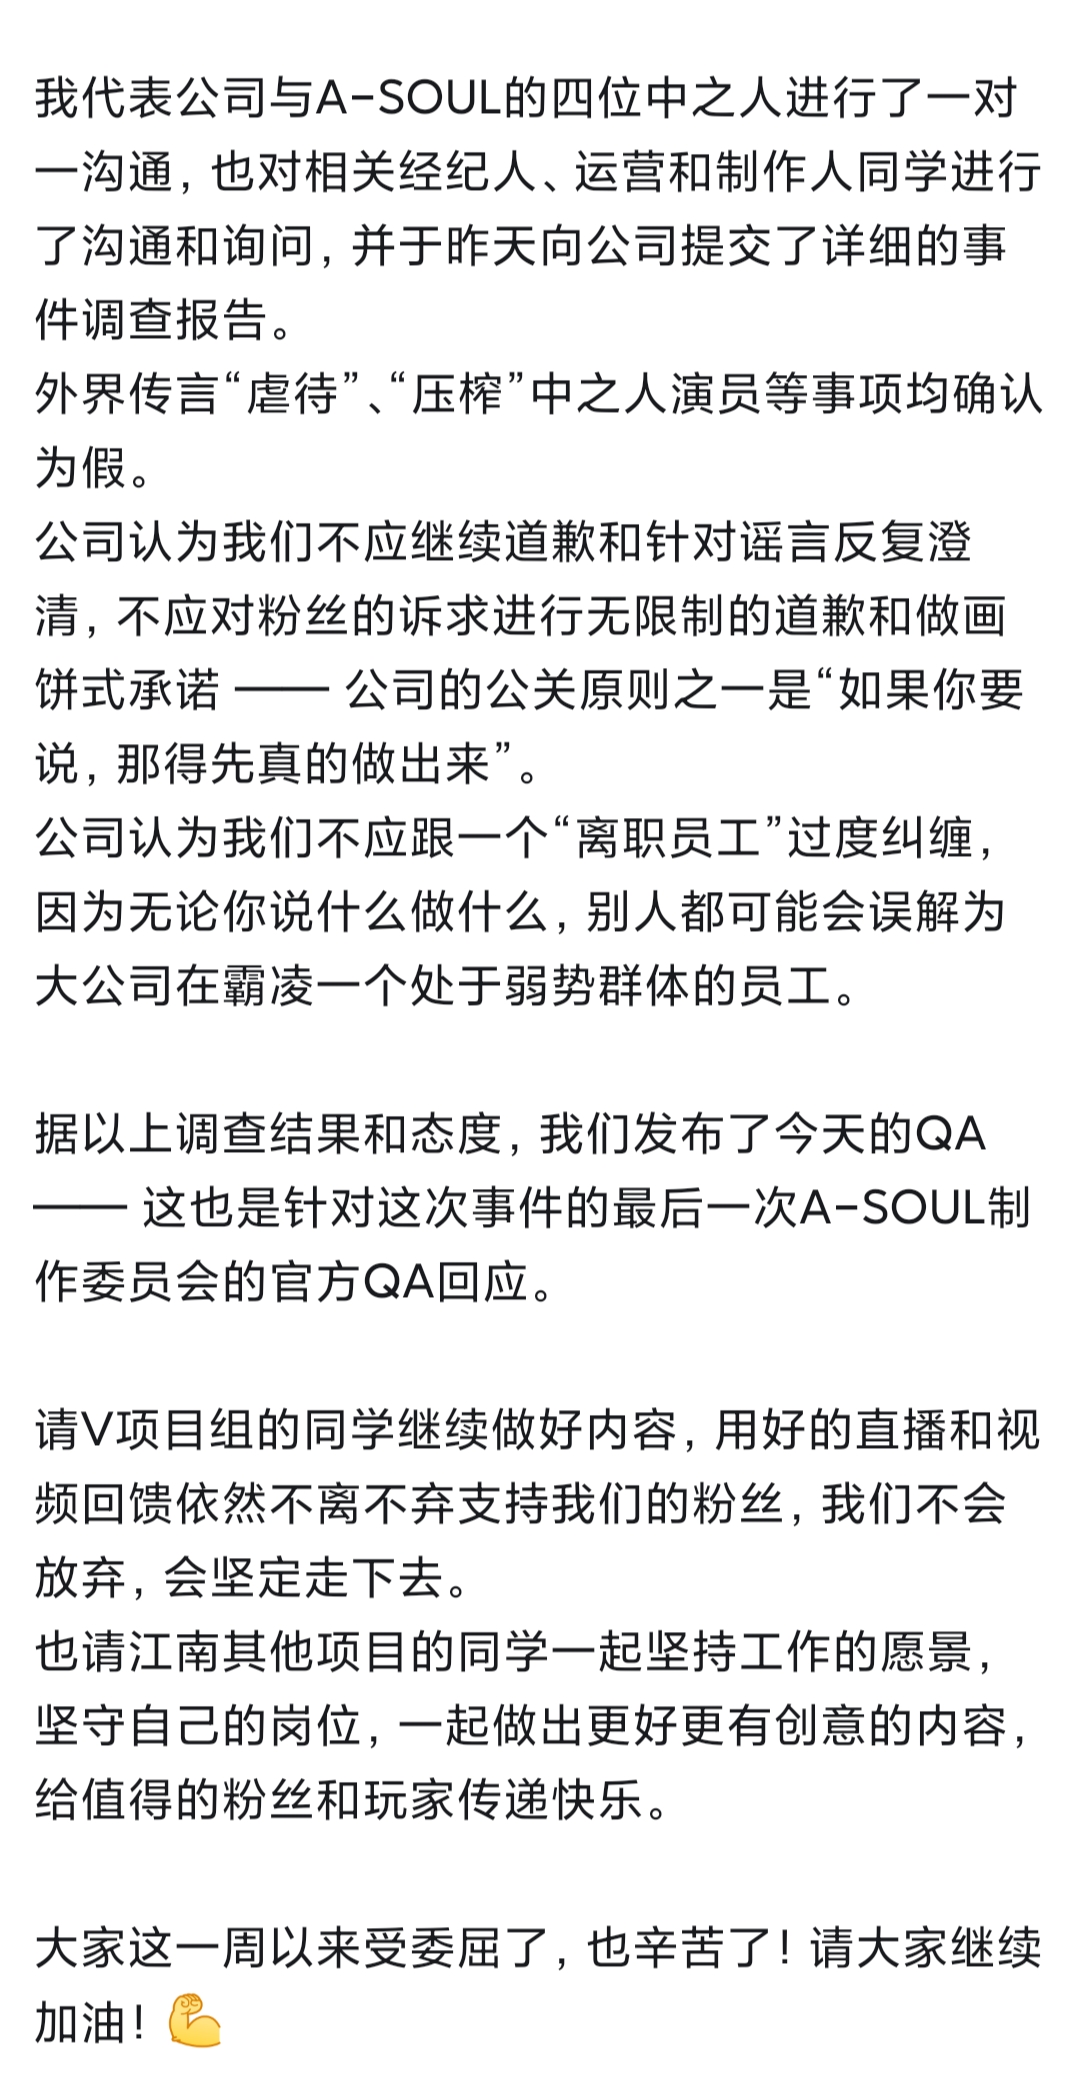 我代表公司与A-SOUL的四位中之人进行了一对
一沟通，也对相关经纪人、运营和制作人同学进行
了沟通和询问，并于昨天向公司提交了详细的事
件调查报告。
外界传言“虐待”、“压榨”中之人演员等事项均确认
为假。
公司认为我们不应继续道歉和针对谣言反复澄
清，不应对粉丝的诉求进行无限制的道歉和做画
饼式承诺 —— 公司的公关原则之一是“如果你要
说，那得先真的做出来”。
公司认为我们不应跟一个“离职员工”过度纠缠，
因为无论你说什么做什么，别人都可能会误解为
大公司在霸凌一个处于弱势群体的员工。
据以上调查结果和态度，我们发布了今天的QA
—— 这也是针对这次事件的最后一次A-SOUL制
作委员会的官方QA回应。
请V项目组的同学继续做好内容，用好的直播和视
频回馈依然不离不弃支持我们的粉丝，我们不会
放弃，会坚定走下去。
也请江南其他项目的同学一起坚持工作的愿景，
坚守自己的岗位，一起做出更好更有创意的内容，
给值得的粉丝和玩家传递快乐。
大家这一周以来受委屈了，也辛苦了！请大家继续
加油！💪